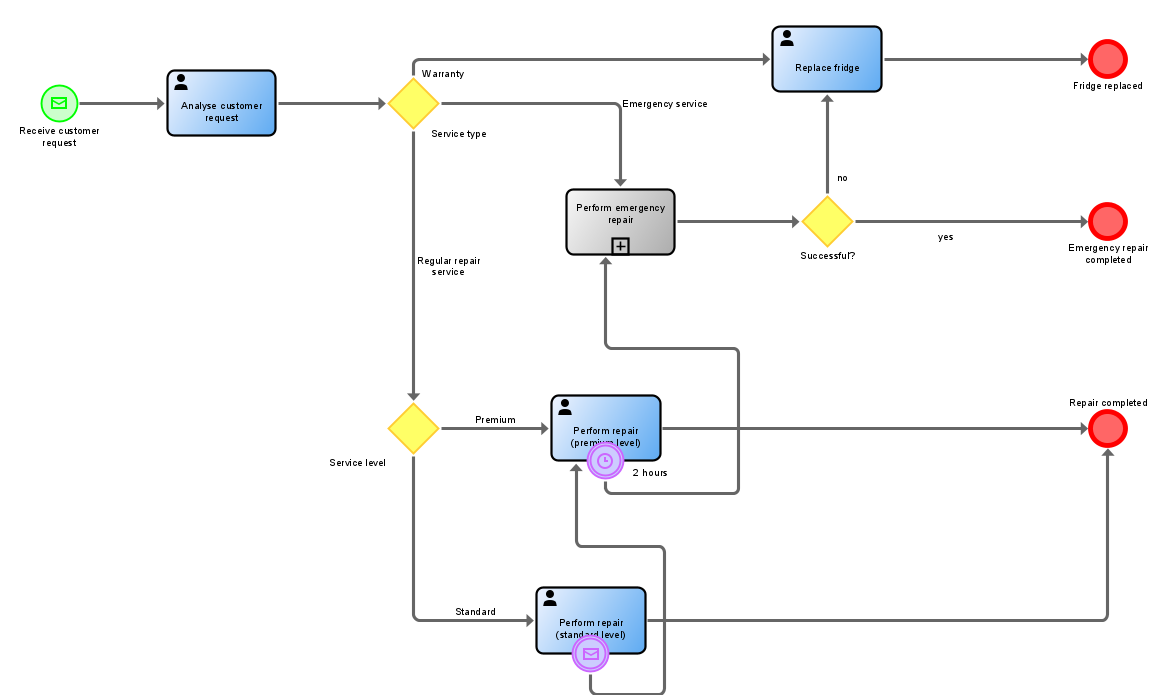 Warranty
Replace fridge
Fridge replaced
Analyse customer
request
Receive customer
request
Service type
Emergency service
no
Perform emergency
repair
Successful?
yes
Emergency repair
completed
Regular repair
service
Service level
Premium
Perform repair
(premium level)
2 hours
Repair completed
Standard
Perform repair
(standard level)